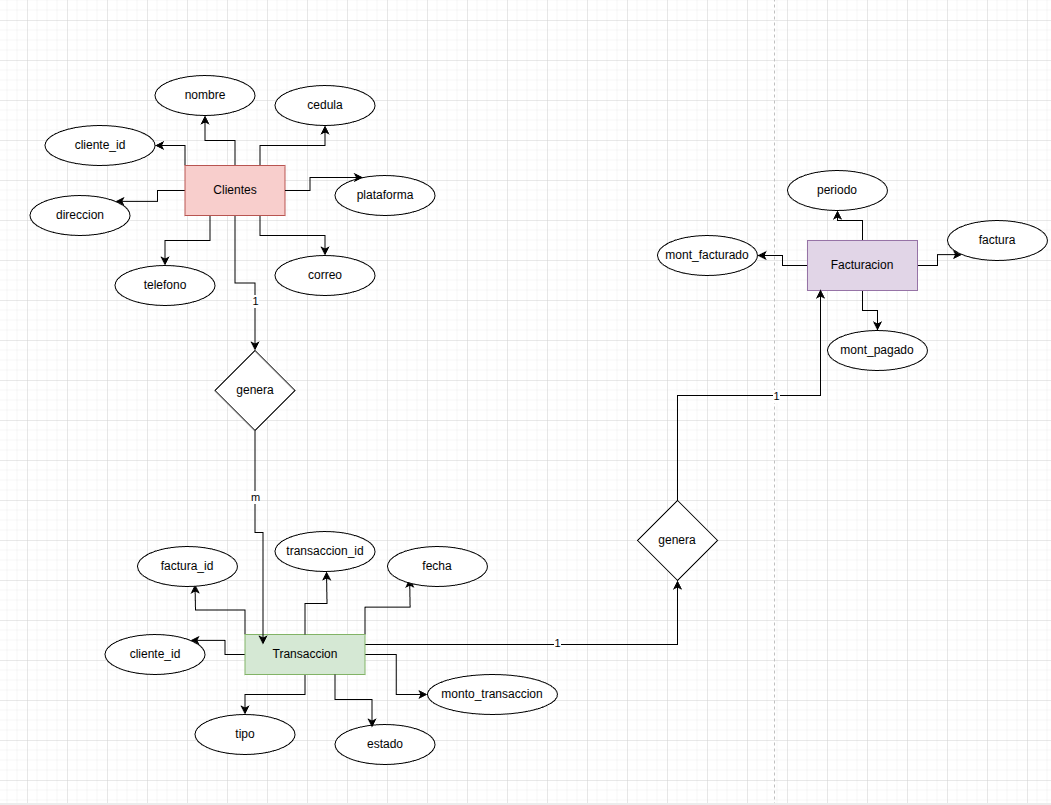 nombre
cedula
cliente_id
Clientes
plataforma
direccion
telefono
correo
1
genera
m
periodo
factura
mont_facturado
Facturacion
mont_pagado
1
genera
transaccion_id
factura_id
fecha
cliente_id
Transaccion
1
monto_transaccion
tipo
estado